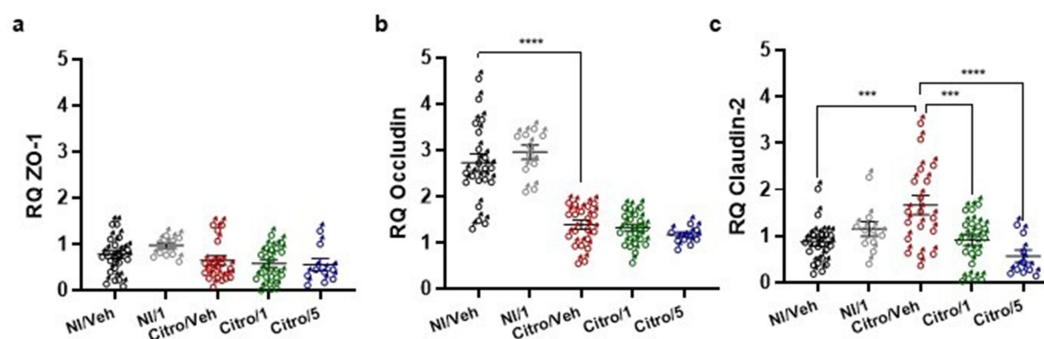 a
RQ ZO-1
5
4
3
2
1
0
NI/Veh
NI/1
Citro/Veh
Citro/1
Citro/5
b
RQ Occludin
5
4
3
2
1
0
****
NI/Veh
NI/1
Citro/Veh
Citro/1
Citro/5
c
RQ Claudin-2
5
4
3
2
1
0
***
****
***
NI/Veh
NI/1
Citro/Veh
Citro/1
Citro/5